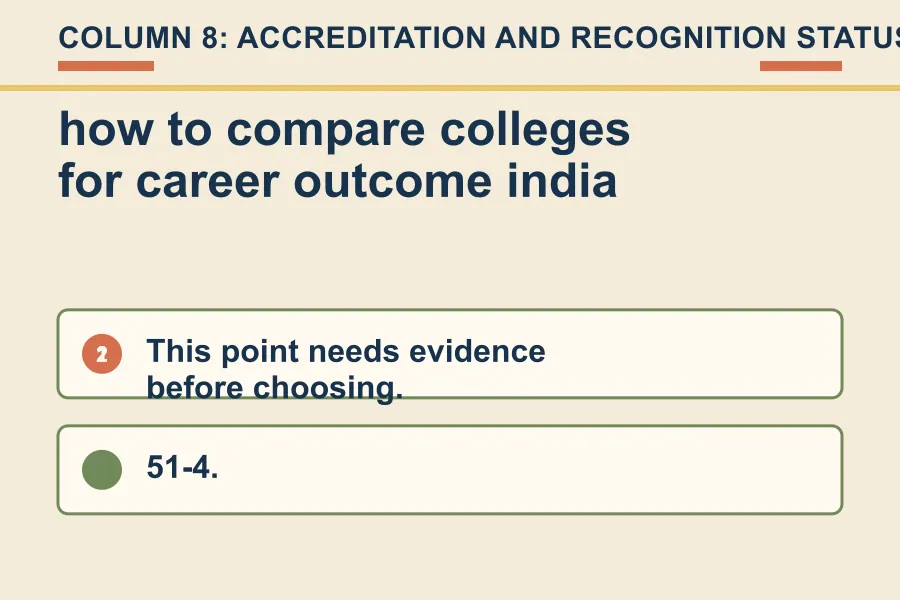 COLUMN 8: ACCREDITATION AND RECOGNITION STATUS
how to compare colleges
for career outcome india
2
This point needs evidence
before choosing.
51-4.